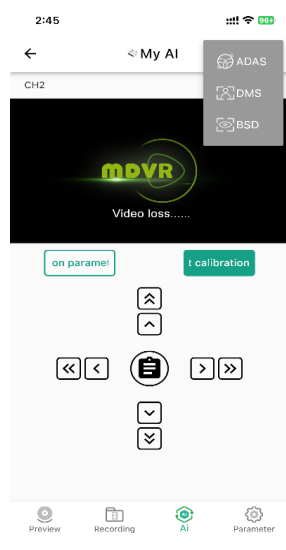 2:45
96
My AI
ADAS
CH2
DMS
BSD
MDVR
Video loss......
on paramet
t calibration
Preview
Recording
AI
Ai
Parameter